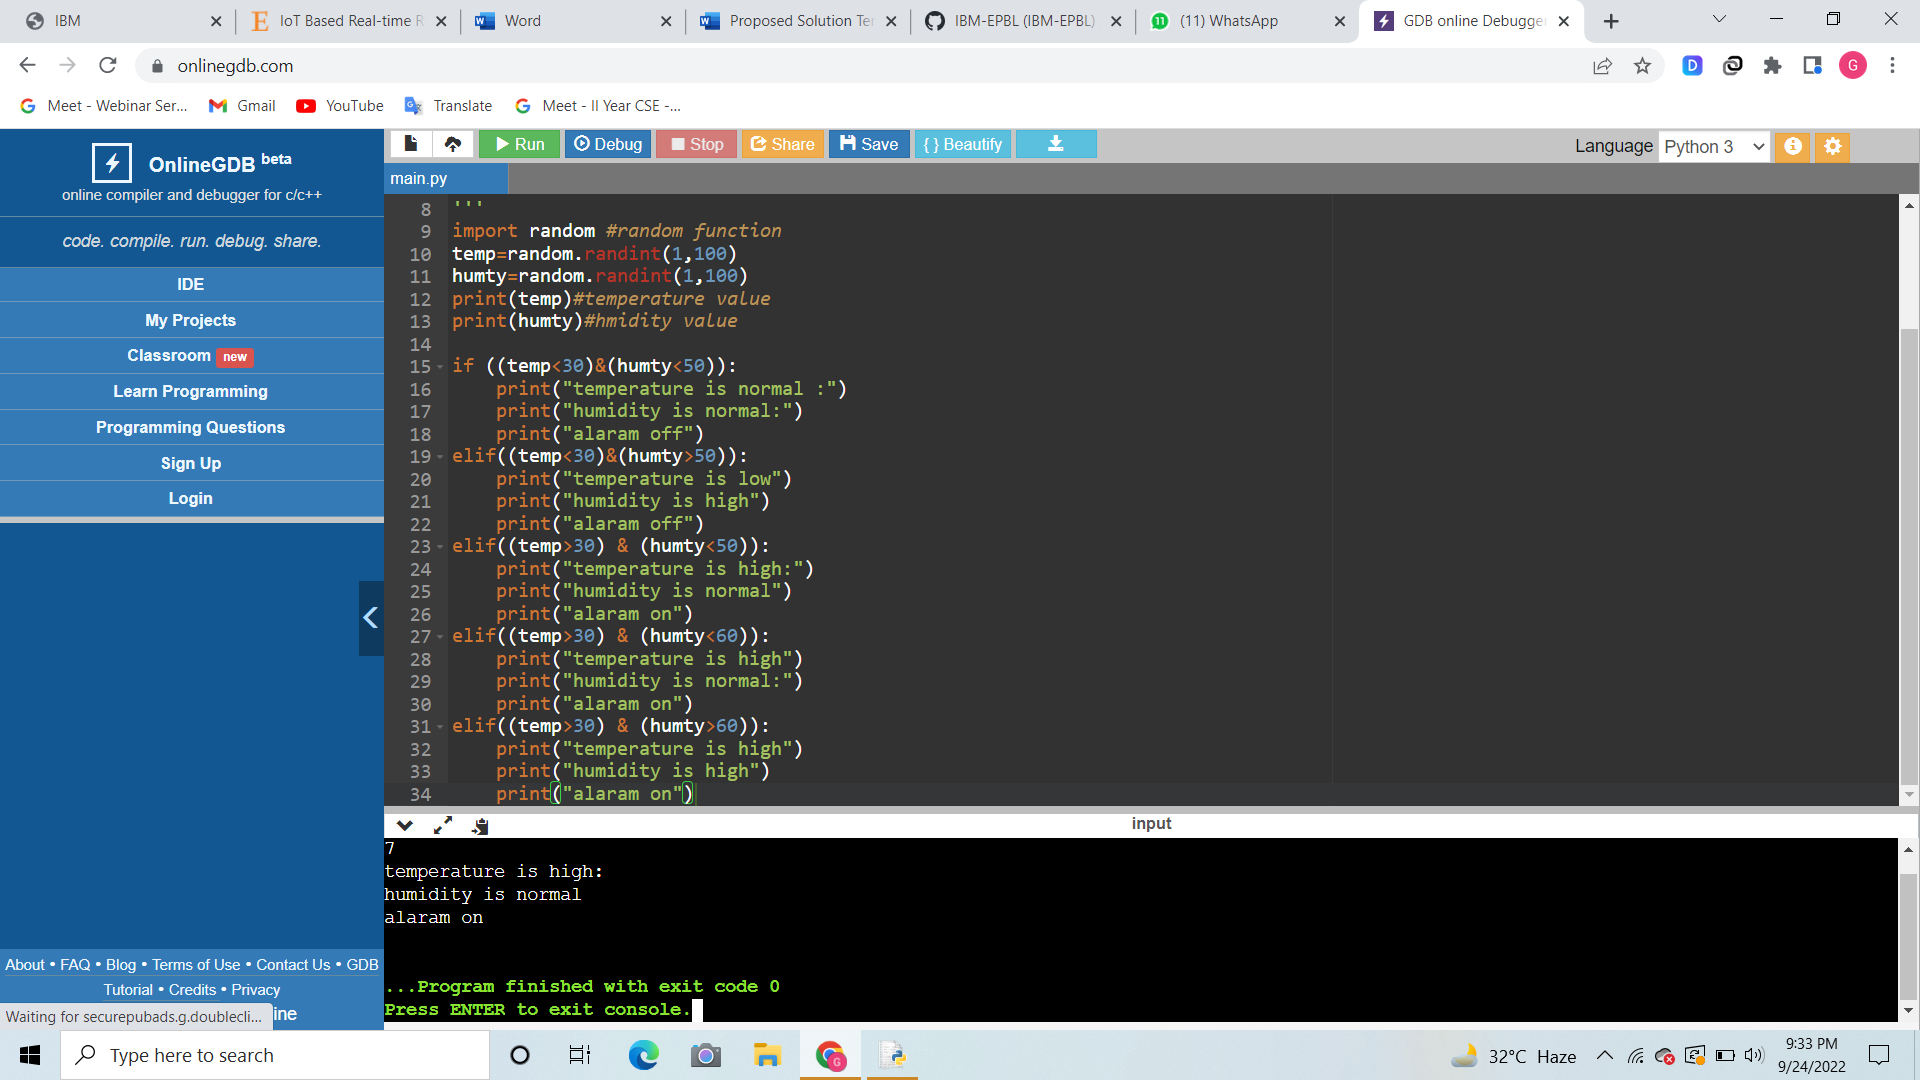 IBM
IoT Based Real-time R
Word
Proposed Solution Te
IBM-EPBL (IBM-EPBL)
(11) WhatsApp
GDB online Debugge
onlinegdb.com
Meet - Webinar Ser...
Gmail
YouTube
Translate
Meet - II Year CSE -...
OnlineGDB beta
online compiler and debugger for c/c++
code. compile. run. debug. share.
IDE
My Projects
Classroom new
Learn Programming
Programming Questions
Sign Up
Login
About • FAQ • Blog • Terms of Use • Contact Us • GDB
Tutorial • Credits • Privacy
Waiting for securepubads.g.doublecli...
ine
Run
Debug
Stop
Share
Save
{ } Beautify
Language Python 3
main.py
8 '''
9 import random #random function
10 temp=random.randint(1,100)
11 humty=random.randint(1,100)
12 print(temp)#temperature value
13 print(humty)#hmidity value
14
15 if ((temp<30)&(humty<50)):
16 print("temperature is normal :")
17 print("humidity is normal:")
18 print("alaram off")
19 elif((temp<30)&(humty>50)):
20 print("temperature is low")
21 print("humidity is high")
22 print("alaram off")
23 elif((temp>30) & (humty<50)):
24 print("temperature is high:")
25 print("humidity is normal")
26 print("alaram on")
27 elif((temp>30) & (humty<60)):
28 print("temperature is high")
29 print("humidity is normal:")
30 print("alaram on")
31 elif((temp>30) & (humty>60)):
32 print("temperature is high")
33 print("humidity is high")
34 print("alaram on")
input
7
temperature is high:
humidity is normal
alaram on
...Program finished with exit code 0
Press ENTER to exit console.
Type here to search
32°C Haze
9:33 PM
9/24/2022